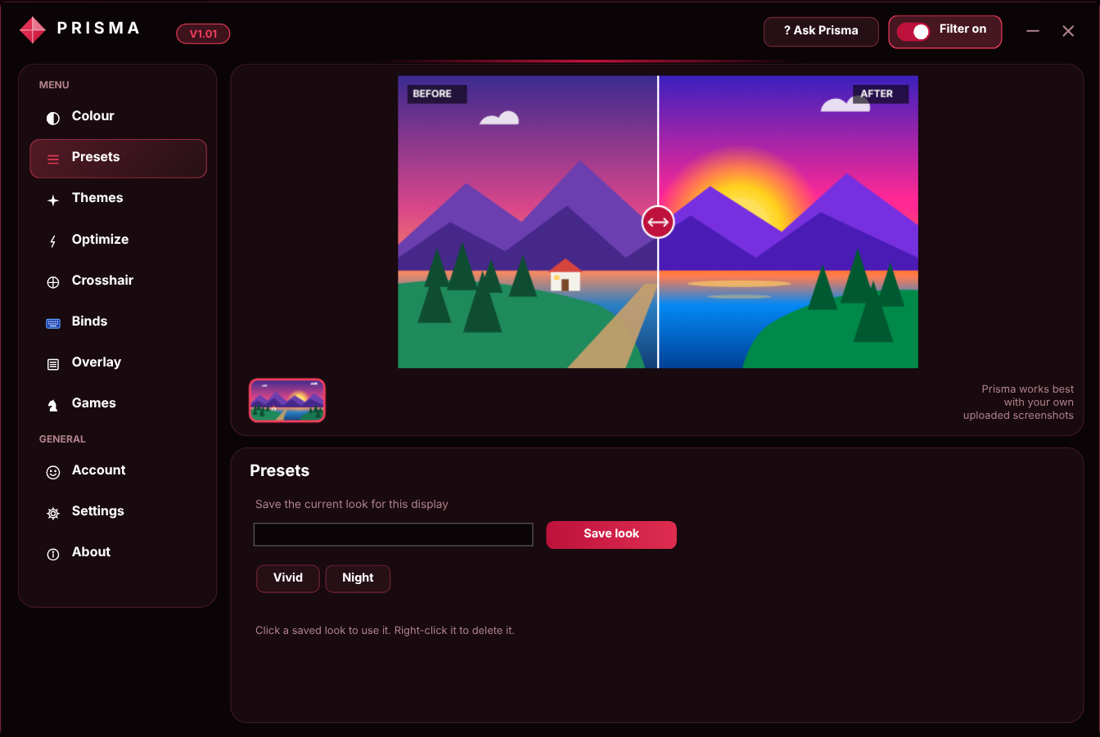 PRISMA
V1.01
? Ask Prisma
Filter on
MENU
Colour
Presets
Themes
Optimize
Crosshair
Binds
Overlay
Games
GENERAL
Account
Settings
About
BEFORE
AFTER
Prisma works best
with your own
uploaded screenshots
Presets
Save the current look for this display
Save look
Vivid
Night
Click a saved look to use it. Right-click it to delete it.